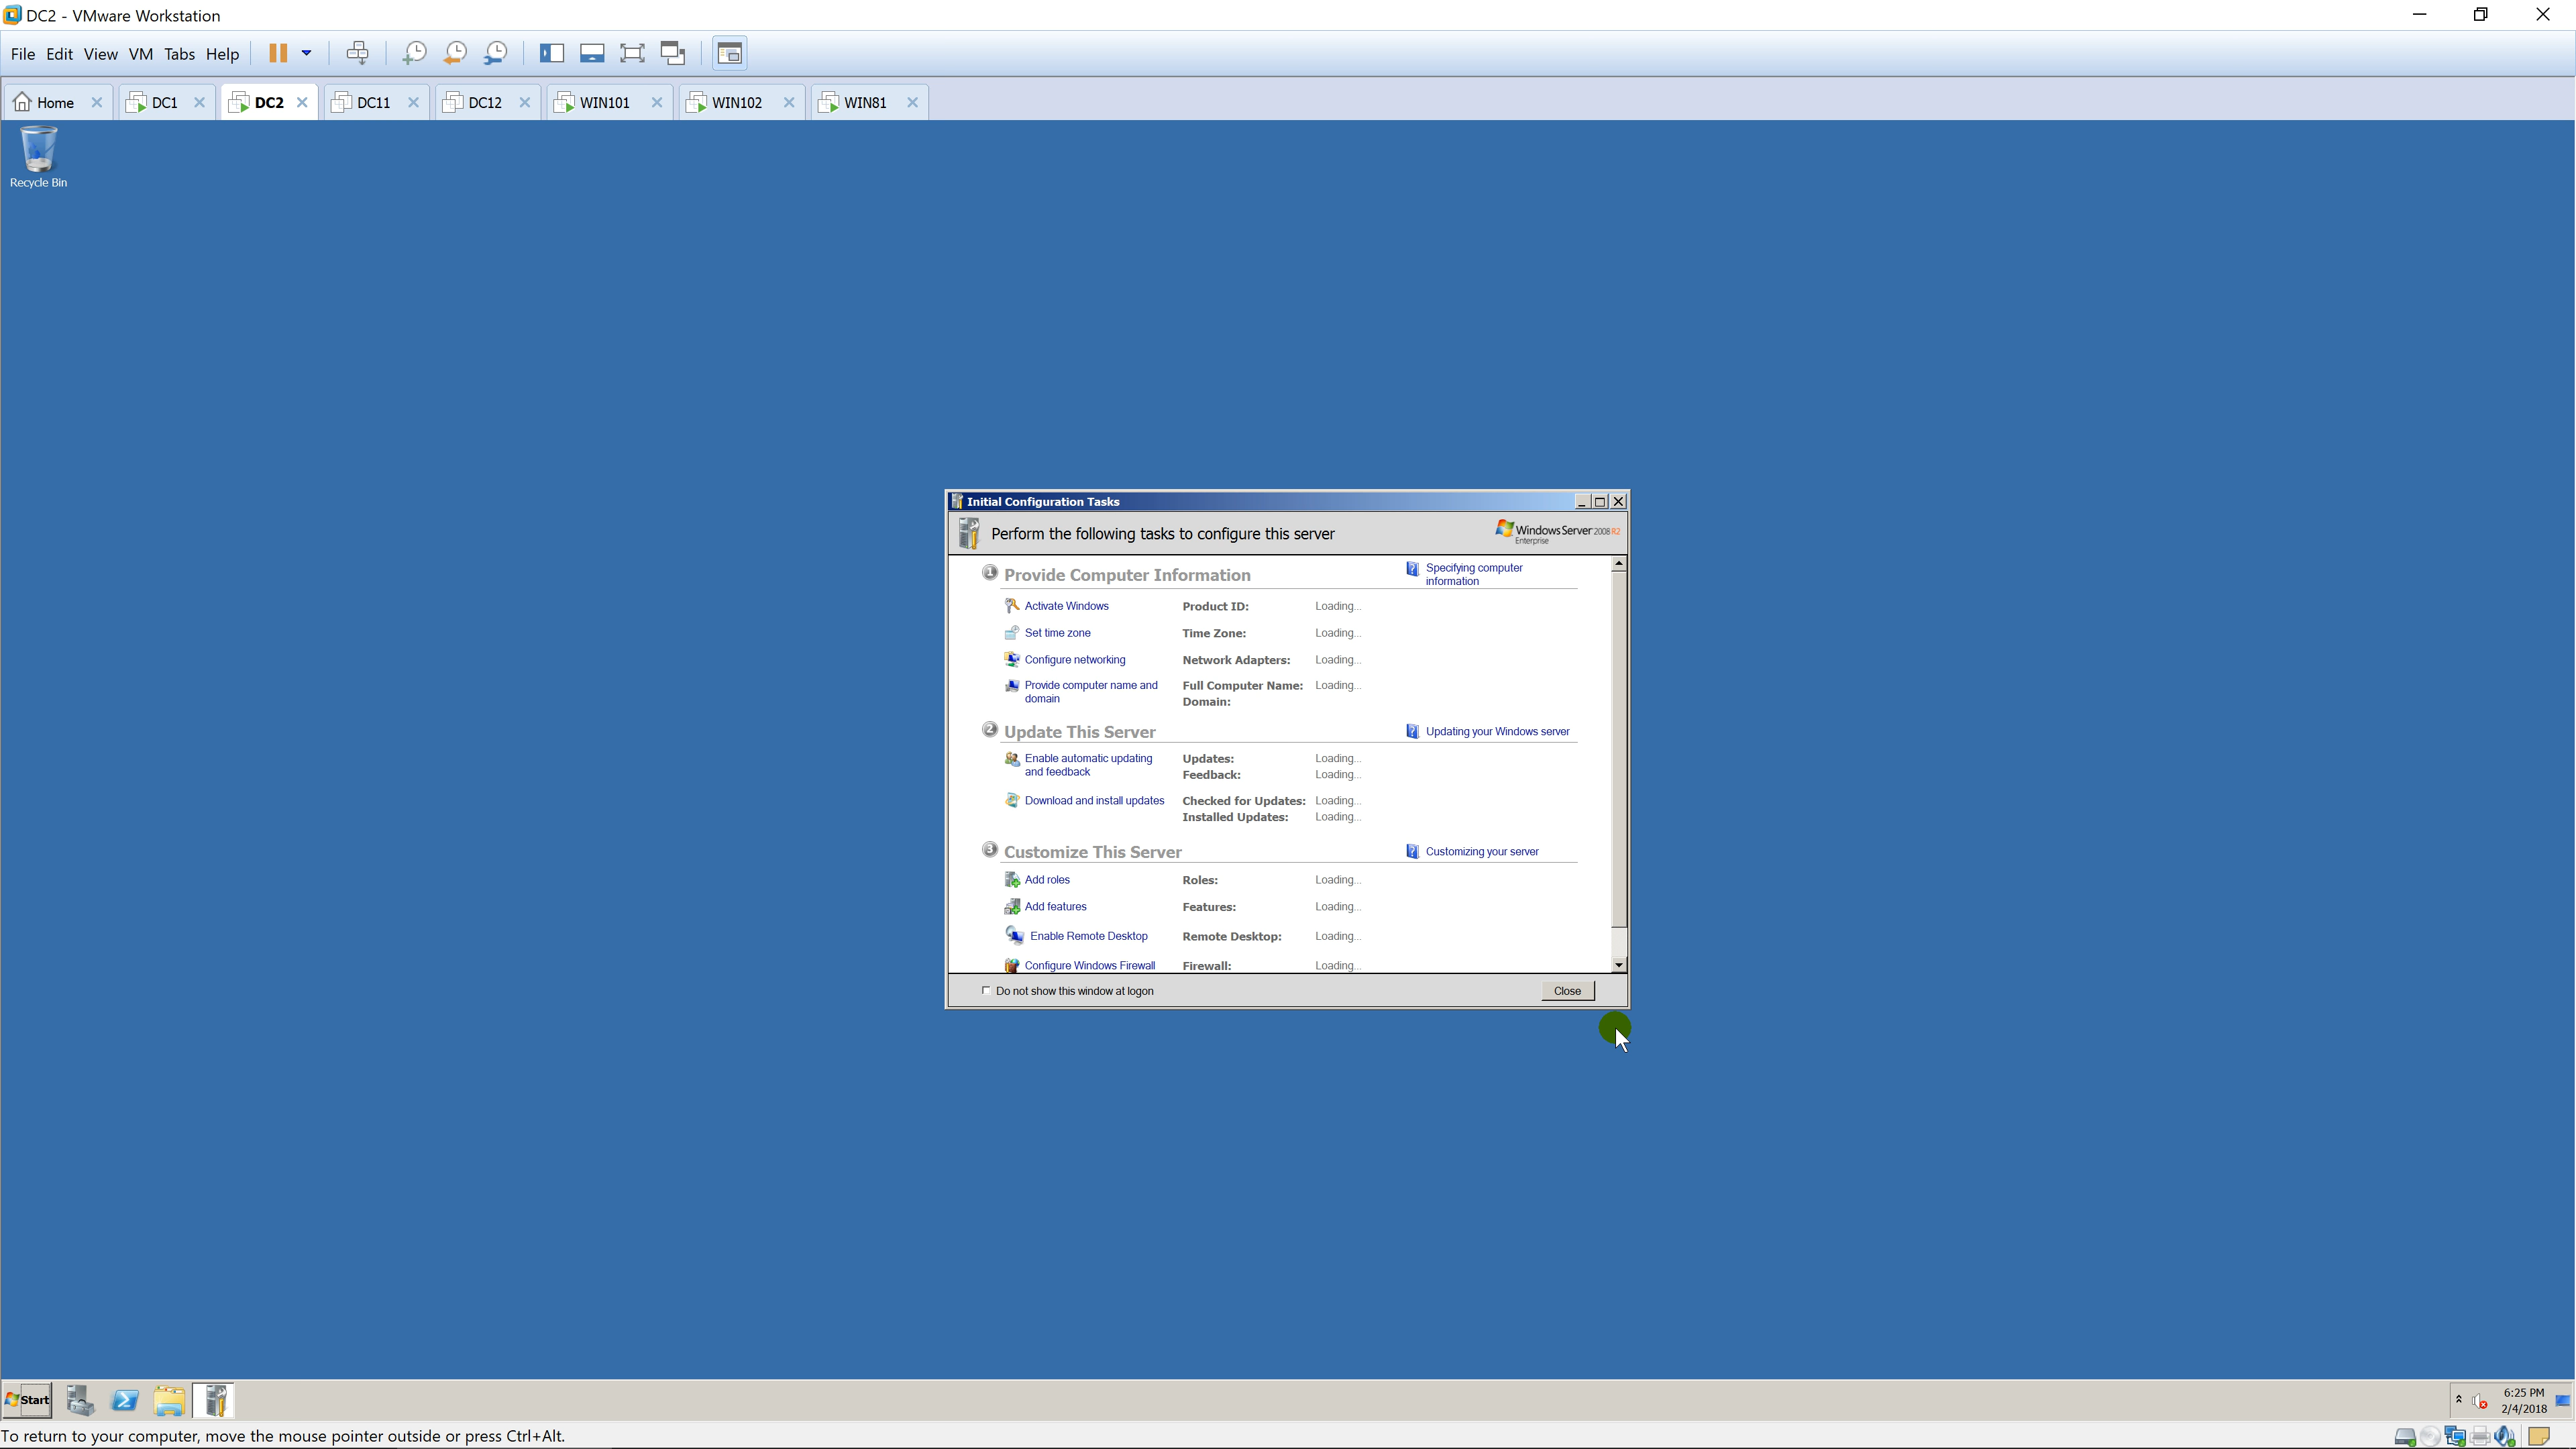 DC2 - VMware Workstation
File Edit View VM Tabs Help
Home DC1 DC2 DC11 DC12 WIN101 WIN102 WIN81
Recycle Bin
Initial Configuration Tasks
Perform the following tasks to configure this server
Windows Server 2008 R2
Enterprise
1 Provide Computer Information
Specifying computer
information
Activate Windows Product ID: Loading...
Set time zone Time Zone: Loading...
Configure networking Network Adapters: Loading...
Provide computer name and Full Computer Name: Loading...
domain Domain:
2 Update This Server Updating your Windows server
Enable automatic updating Updates: Loading...
and feedback Feedback: Loading...
Download and install updates Checked for Updates: Loading...
Installed Updates: Loading...
3 Customize This Server Customizing your server
Add roles Roles: Loading...
Add features Features: Loading...
Enable Remote Desktop Remote Desktop: Loading...
Configure Windows Firewall Firewall: Loading...
Do not show this window at logon Close
Start
6:25 PM
2/4/2018
To return to your computer, move the mouse pointer outside or press Ctrl+Alt.